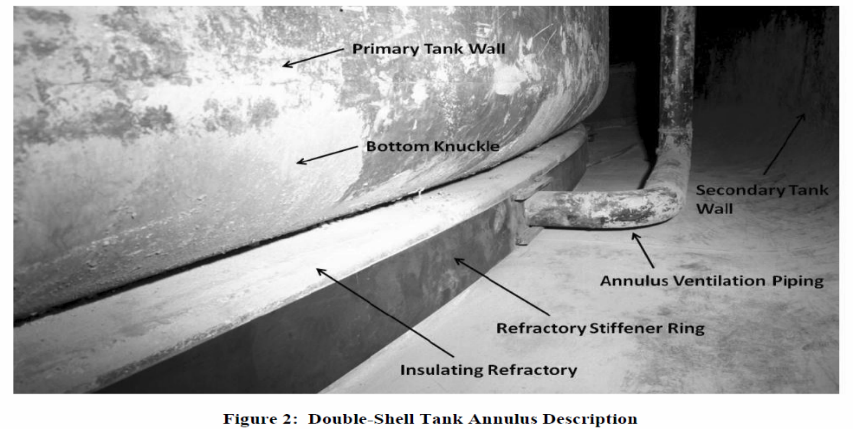 Primary Tank Wall
Bottom Knuckle
Secondary Tank
Wall
Annulus Ventilation Piping
Refractory Stiffener Ring
Insulating Refractory
Figure 2: Double-Shell Tank Annulus Description